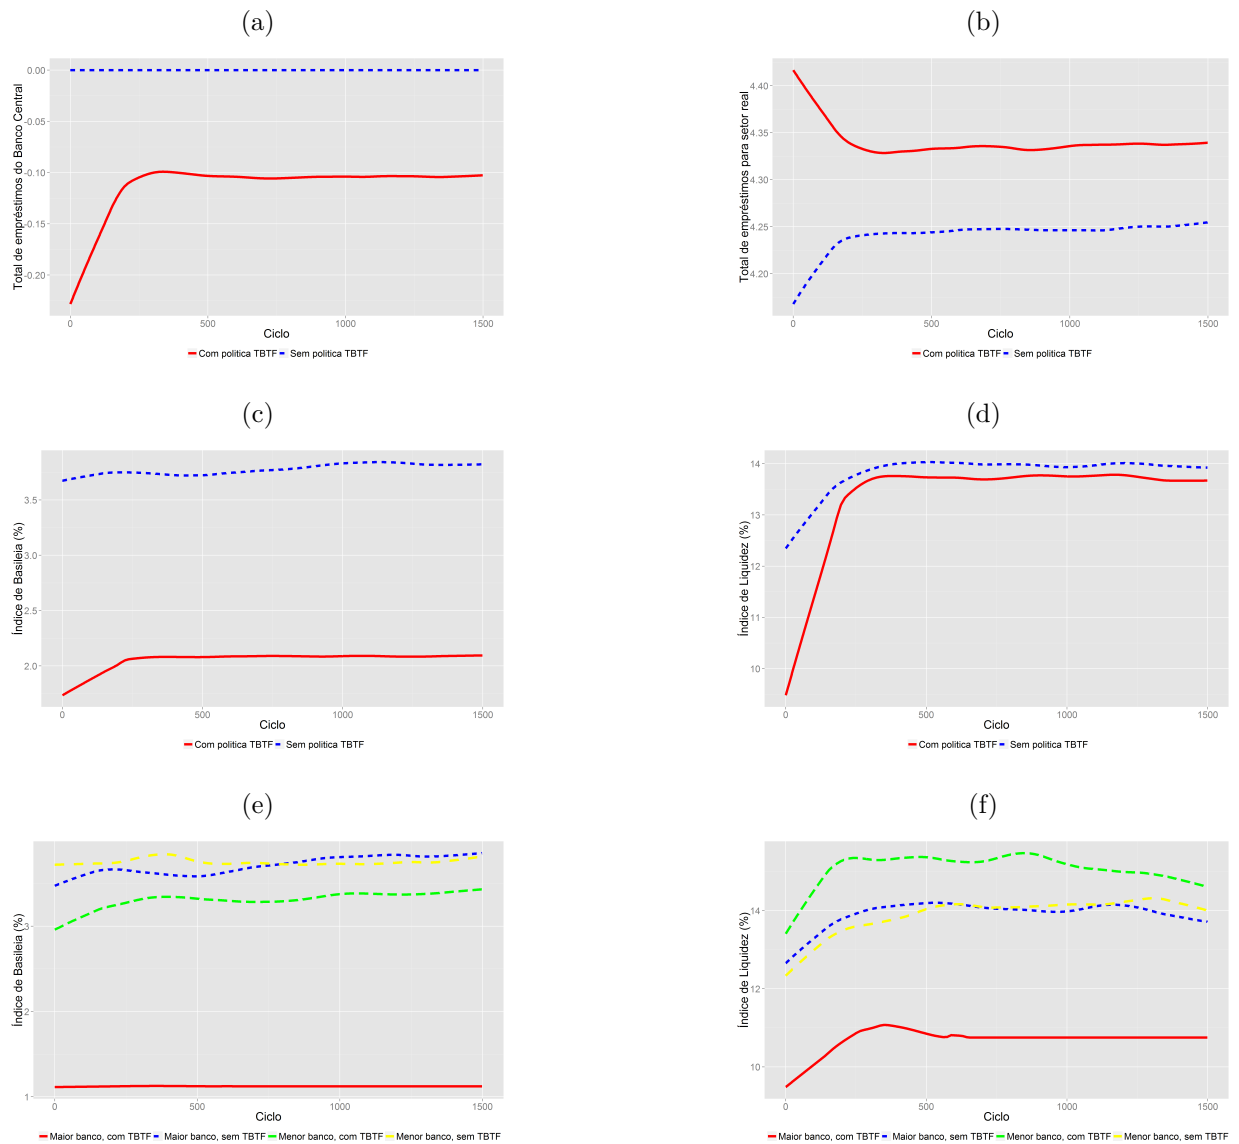 (a)
Total de empréstimos do Banco Central
0.00
-0.05
-0.10
-0.15
-0.20
0
500
1000
1500
Ciclo
Com politica TBTF
Sem politica TBTF
(b)
Total de empréstimos para setor real
4.40
4.35
4.30
4.25
4.20
0
500
1000
1500
Ciclo
Com politica TBTF
Sem politica TBTF
(c)
Índice de Basileia (%)
3.5
3.0
2.5
2.0
0
500
1000
1500
Ciclo
Com politica TBTF
Sem politica TBTF
(d)
Índice de Liquidez (%)
14
13
12
11
10
0
500
1000
1500
Ciclo
Com politica TBTF
Sem politica TBTF
(e)
Índice de Basileia (%)
3
2
1
0
500
1000
1500
Ciclo
Maior banco, com TBTF
Maior banco, sem TBTF
Menor banco, com TBTF
Menor banco, sem TBTF
(f)
Índice de Liquidez (%)
14
12
10
0
500
1000
1500
Ciclo
Maior banco, com TBTF
Maior banco, sem TBTF
Menor banco, com TBTF
Menor banco, sem TBTF